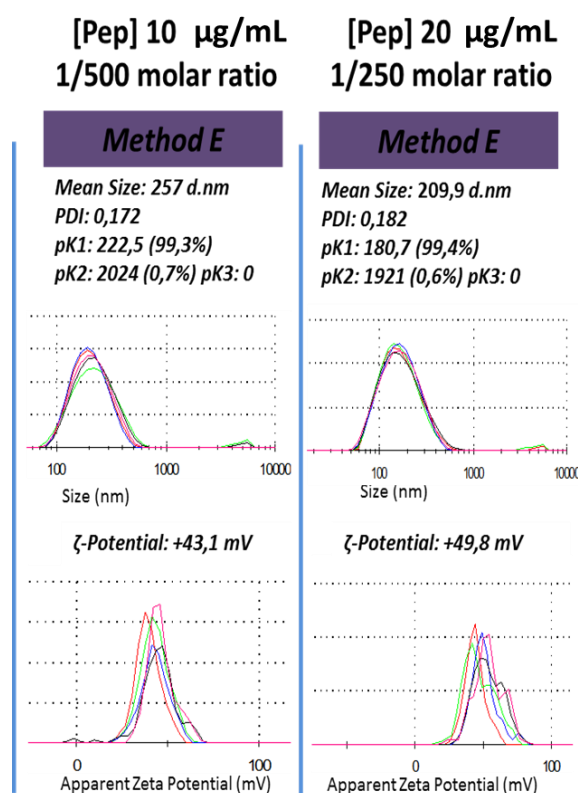 [Pep] 10 µg/mL
1/500 molar ratio
Method E
Mean Size: 257 d.nm
PDI: 0,172
pK1: 222,5 (99,3%)
pK2: 2024 (0,7%) pK3: 0
100 1000 10000
Size (nm)
ζ-Potential: +43,1 mV
0 100
Apparent Zeta Potential (mV)
[Pep] 20 µg/mL
1/250 molar ratio
Method E
Mean Size: 209,9 d.nm
PDI: 0,182
pK1: 180,7 (99,4%)
pK2: 1921 (0,6%) pK3: 0
100 1000 10000
Size (nm)
ζ-Potential: +49,8 mV
0 100
Apparent Zeta Potential (mV)